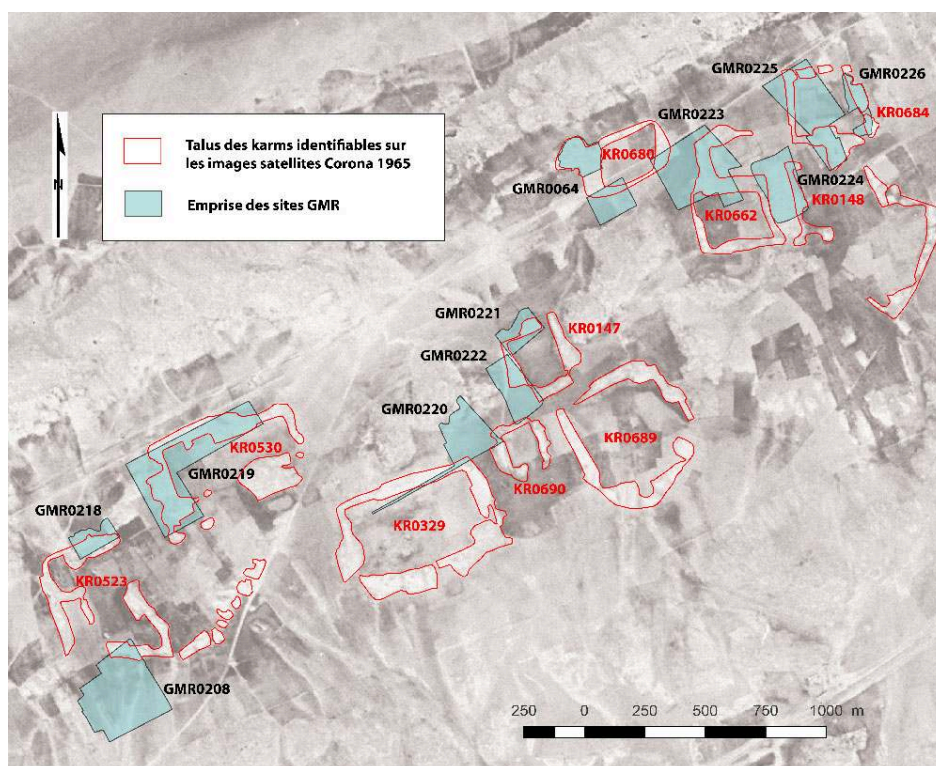 GMR0225
GMR0226
GMR0223
KR0684
Talus des karms identifiables sur
les images satellites Corona 1965
KR0680
GMR0064
GMR0224
N
Emprise des sites GMR
KR0148
KR0662
GMR0221
KR0147
GMR0222
GMR0220
KR0530
KR0689
GMR0219
KR0690
GMR0218
KR0329
KR0523
GMR0208
250 0 250 500 750 1000 m